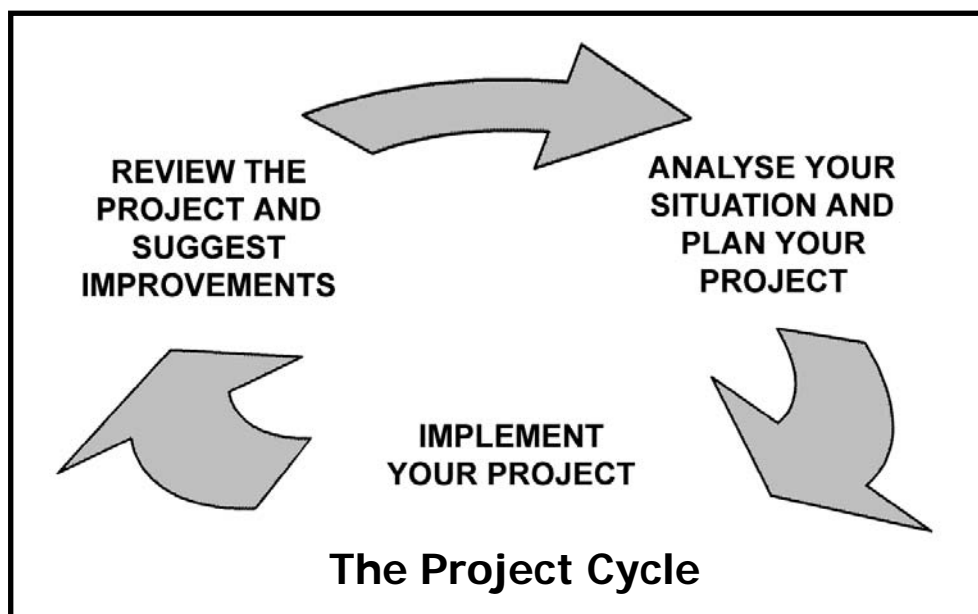 REVIEW THE
PROJECT AND
SUGGEST
IMPROVEMENTS
ANALYSE YOUR
SITUATION AND
PLAN YOUR
PROJECT
IMPLEMENT
YOUR PROJECT
The Project Cycle